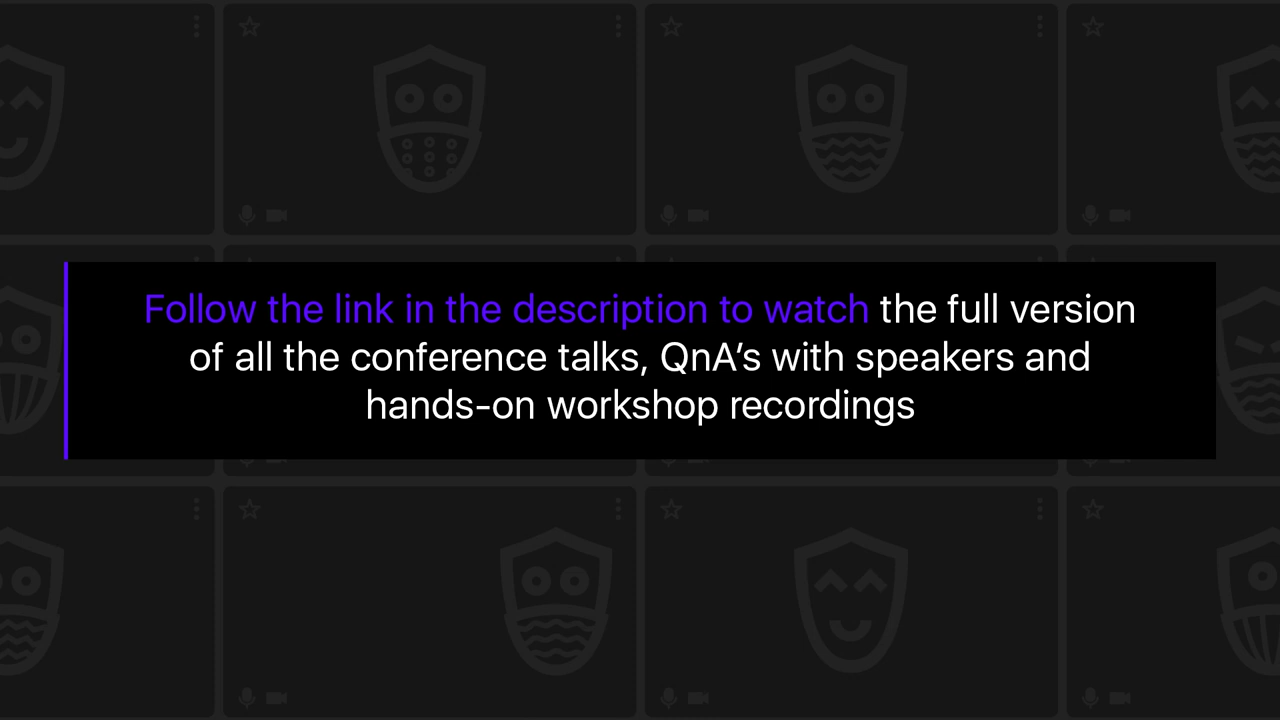 Follow the link in the description to watch the full version
of all the conference talks, QnA’s with speakers and
hands-on workshop recordings